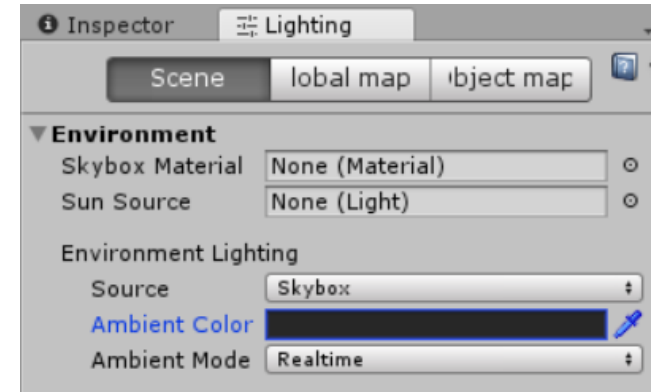 Inspector
Lighting
Scene
lobal map
bject map
Environment
Skybox Material None (Material)
Sun Source None (Light)
Environment Lighting
Source Skybox
Ambient Color
Ambient Mode Realtime